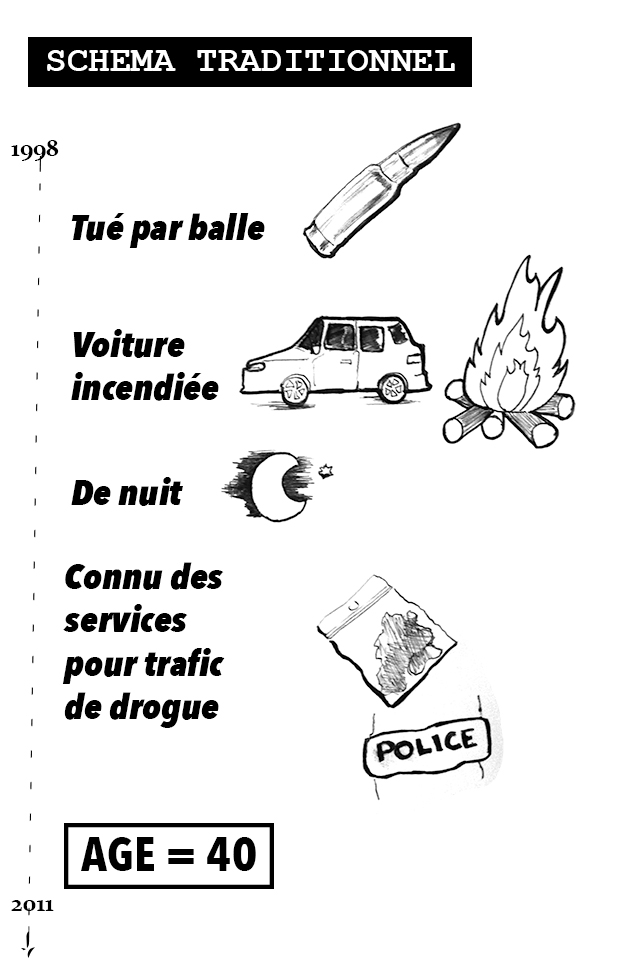 SCHEMA TRADITIONNEL
1998
Tué par balle
Voiture
incendiée
De nuit
Connu des
services
pour trafic
de drogue
POLICE
AGE = 40
2011